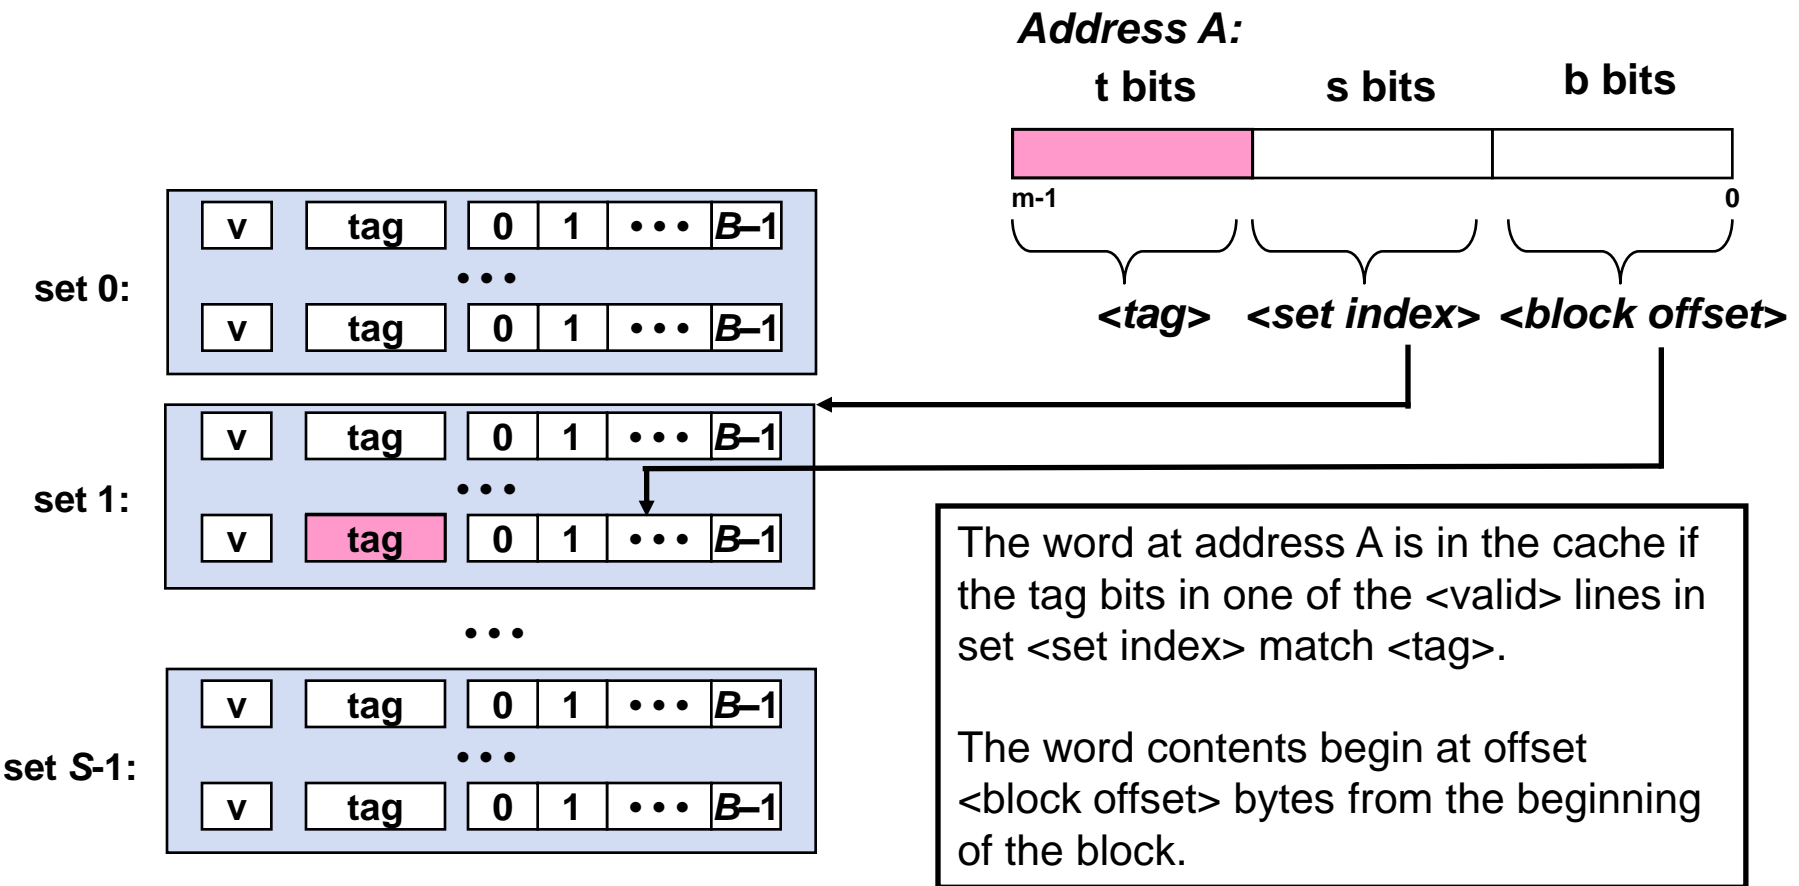 Address A:
t bits s bits b bits
m-1 0
<tag> <set index> <block offset>
v tag 0 1 ••• B–1
•••
set 0:
v tag 0 1 ••• B–1
v tag 0 1 ••• B–1
•••
set 1:
v tag 0 1 ••• B–1
•••
v tag 0 1 ••• B–1
•••
set S-1:
v tag 0 1 ••• B–1
The word at address A is in the cache if
the tag bits in one of the <valid> lines in
set <set index> match <tag>.
The word contents begin at offset
<block offset> bytes from the beginning
of the block.